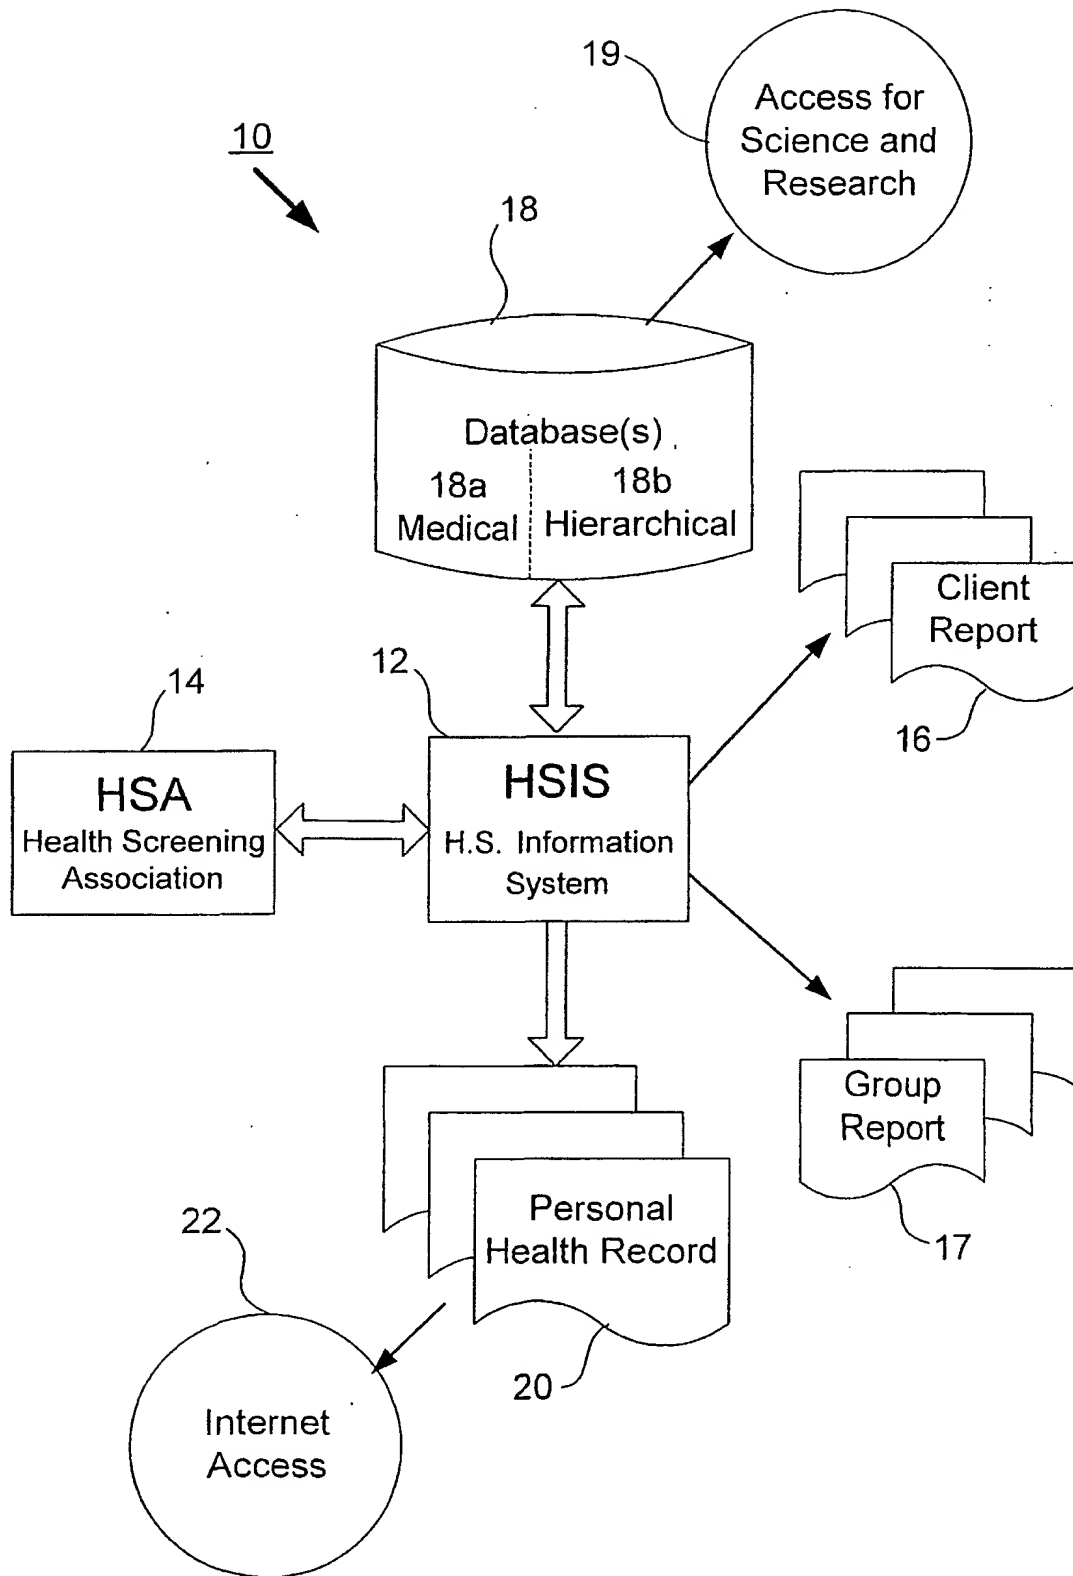 19
Access for
Science and
Research
10
18
Database(s)
18a
Medical
18b
Hierarchical
Client
Report
16
14
12
HSA
Health Screening
Association
HSIS
H.S. Information
System
Group
Report
17
Personal
Health Record
20
22
Internet
Access